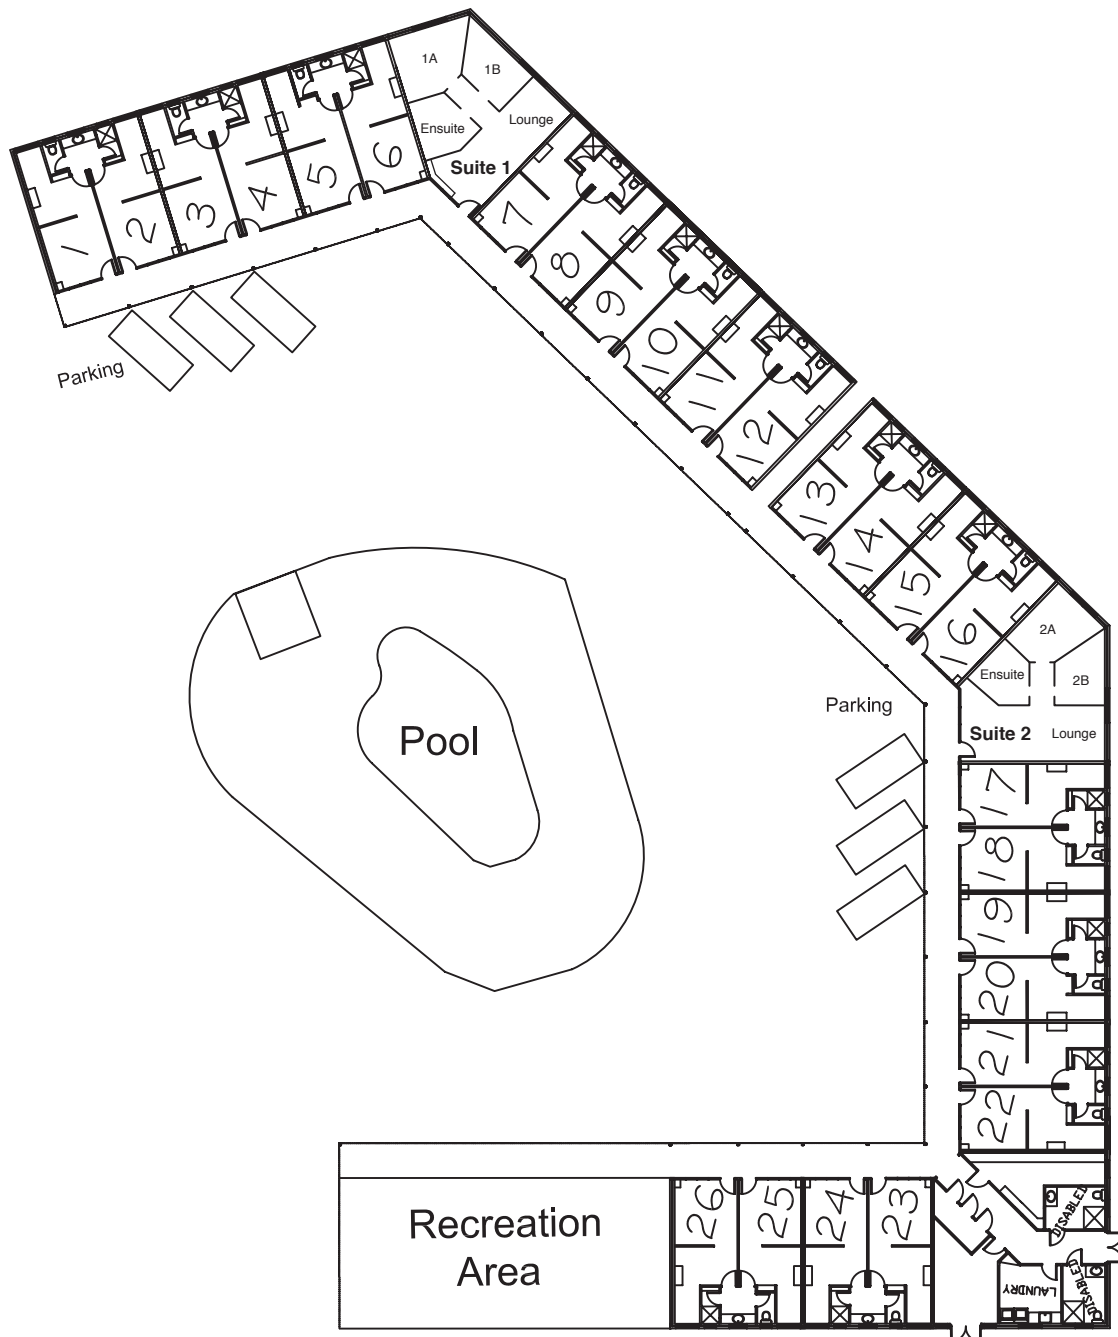 1A
1B
Ensuite
Lounge
Suite 1
1
2
3
4
5
6
7
8
9
10
11
12
13
14
15
16
Parking
2A
Ensuite
2B
Parking
Suite 2
Lounge
Pool
17
18
19
20
21
22
26
25
24
23
DISABLED
Recreation
Area
LAUNDRY
DISABLED